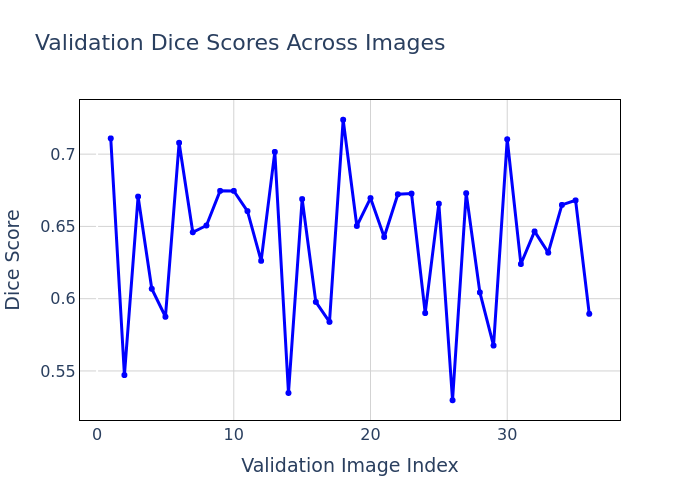 Validation Dice Scores Across Images
0.7
0.65
0.6
0.55
Dice Score
0
10
20
30
Validation Image Index